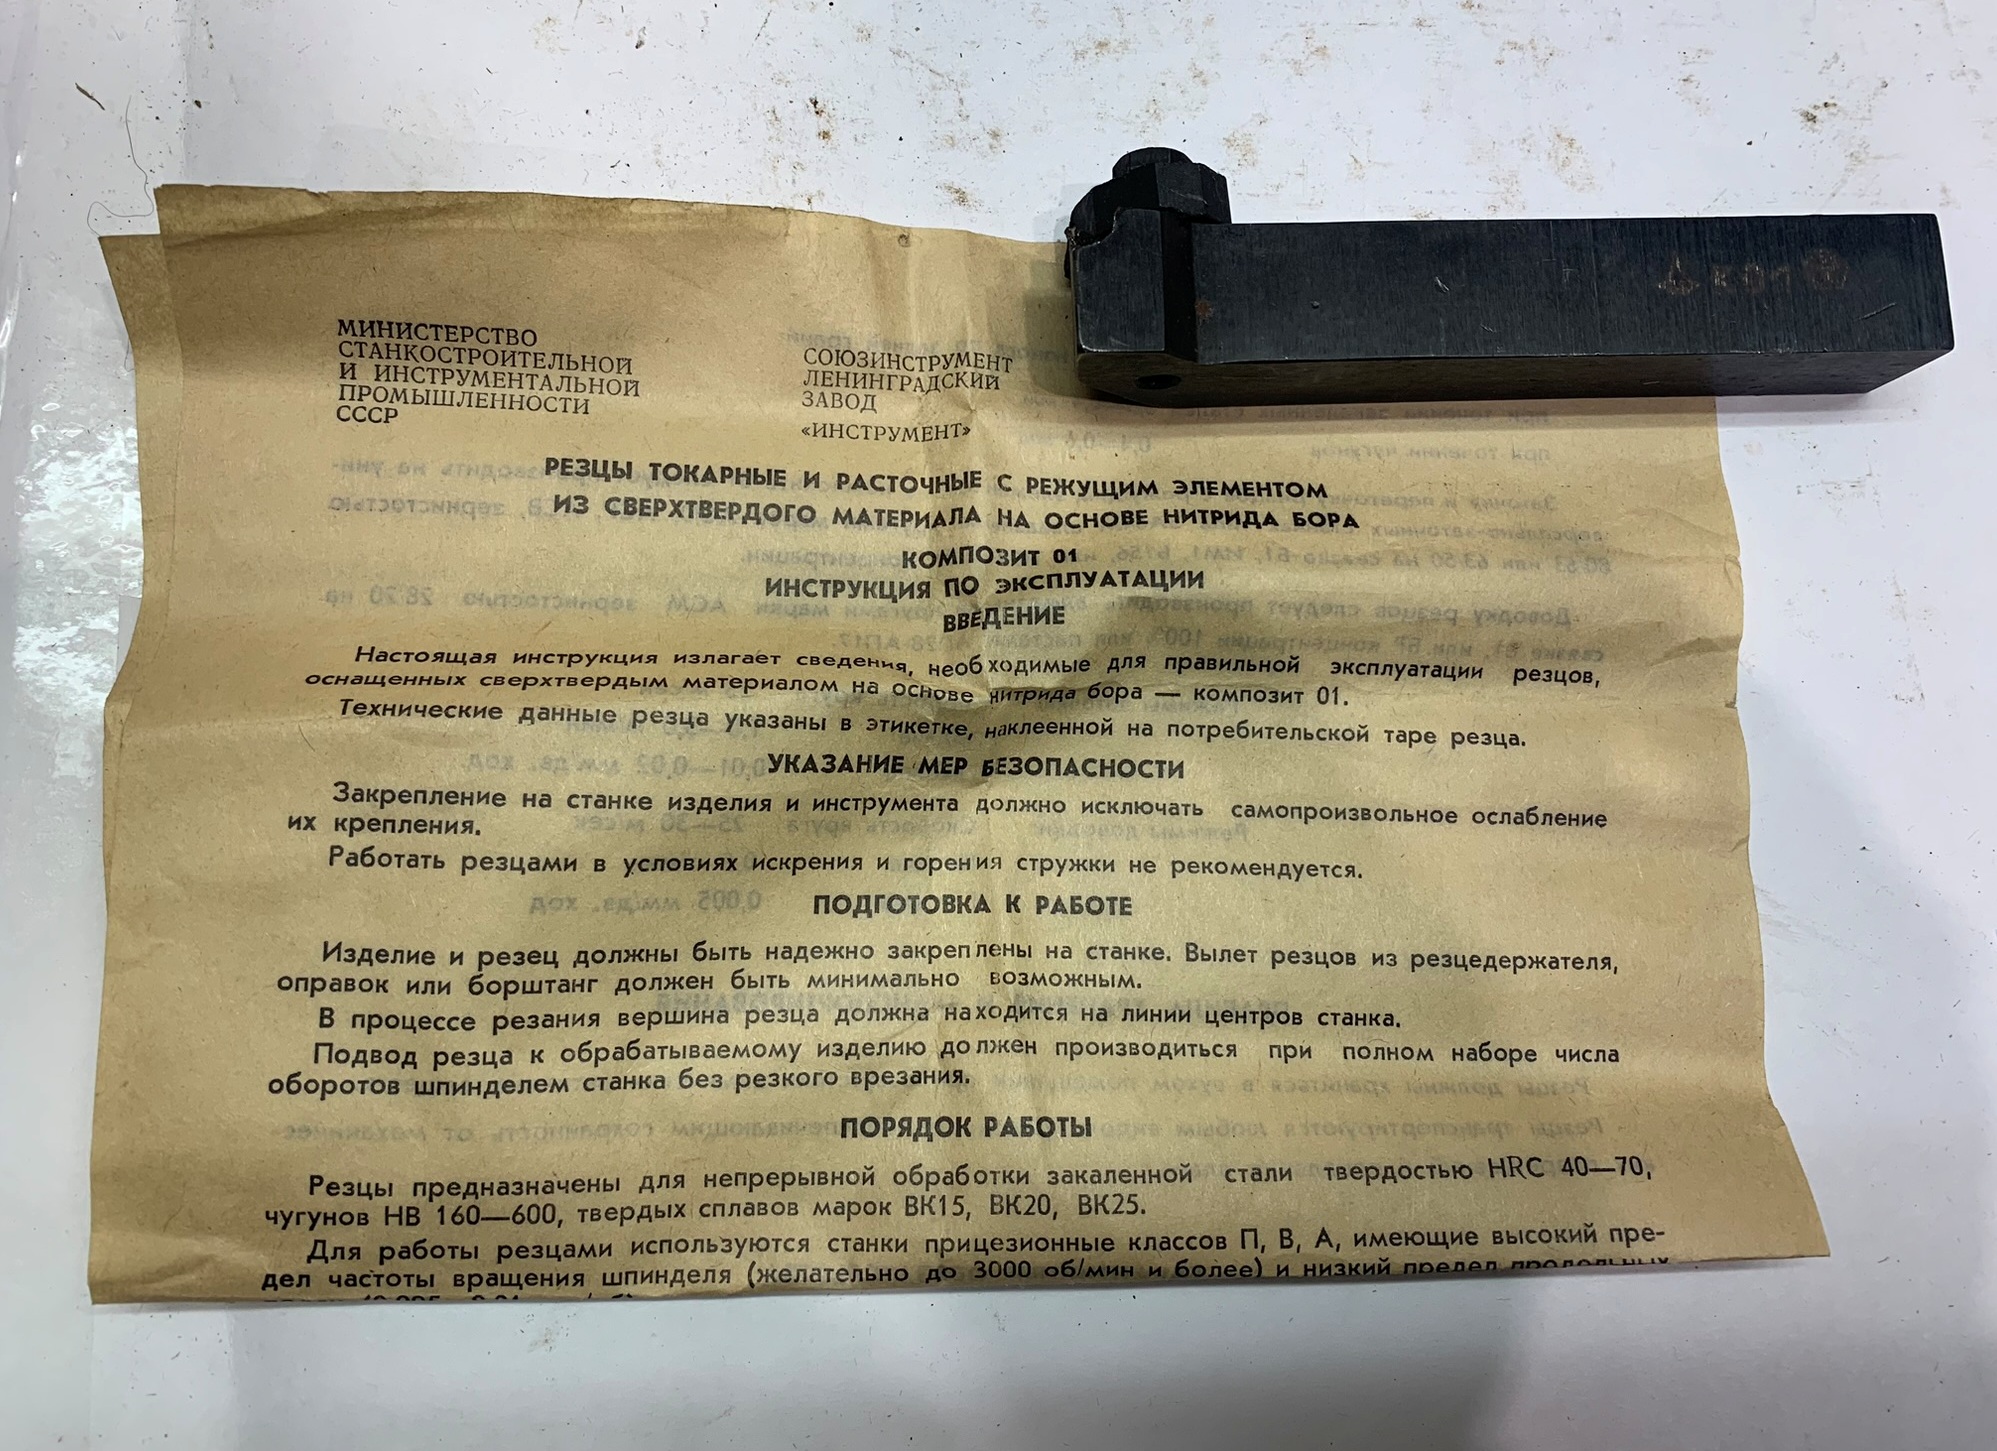 МИНИСТЕРСТВО
СТАНКОСТРОИТЕЛЬНОЙ
И ИНСТРУМЕНТАЛЬНОЙ
ПРОМЫШЛЕННОСТИ
СССР
СОЮЗИНСТРУМЕНТ
ЛЕНИНГРАДСКИЙ
ЗАВОД
«ИНСТРУМЕНТ»
РЕЗЦЫ ТОКАРНЫЕ И РАСТОЧНЫЕ С РЕЖУЩИМ ЭЛЕМЕНТОМ
ИЗ СВЕРХТВЕРДОГО МАТЕРИАЛА НА ОСНОВЕ НИТРИДА БОРА
КОМПОЗИТ 01
ИНСТРУКЦИЯ ПО ЭКСПЛУАТАЦИИ
ВВЕДЕНИЕ
Настоящая инструкция излагает сведения, необходимые для правильной эксплуатации резцов,
оснащенных сверхтвердым материалом на основе нитрида бора — композит 01.
Технические данные резца указаны в этикетке, наклеенной на потребительской таре резца.
УКАЗАНИЕ МЕР БЕЗОПАСНОСТИ
Закрепление на станке изделия и инструмента должно исключать самопроизвольное ослабление
их крепления.
Работать резцами в условиях искрения и горения стружки не рекомендуется.
ПОДГОТОВКА К РАБОТЕ
Изделие и резец должны быть надежно закреплены на станке. Вылет резцов из резцедержателя,
оправок или борштанг должен быть минимально возможным.
В процессе резания вершина резца должна находится на линии центров станка.
Подвод резца к обрабатываемому изделию должен производиться при полном наборе числа
оборотов шпинделем станка без резкого врезания.
ПОРЯДОК РАБОТЫ
Резцы предназначены для непрерывной обработки закаленной стали твердостью HRC 40—70,
чугунов НВ 160—600, твердых сплавов марок ВК15, ВК20, ВК25.
Для работы резцами используются станки прицезионные классов П, В, А, имеющие высокий пре-
дел частоты вращения шпинделя (желательно до 3000 об/мин и более) и низкий предел продольных
К01